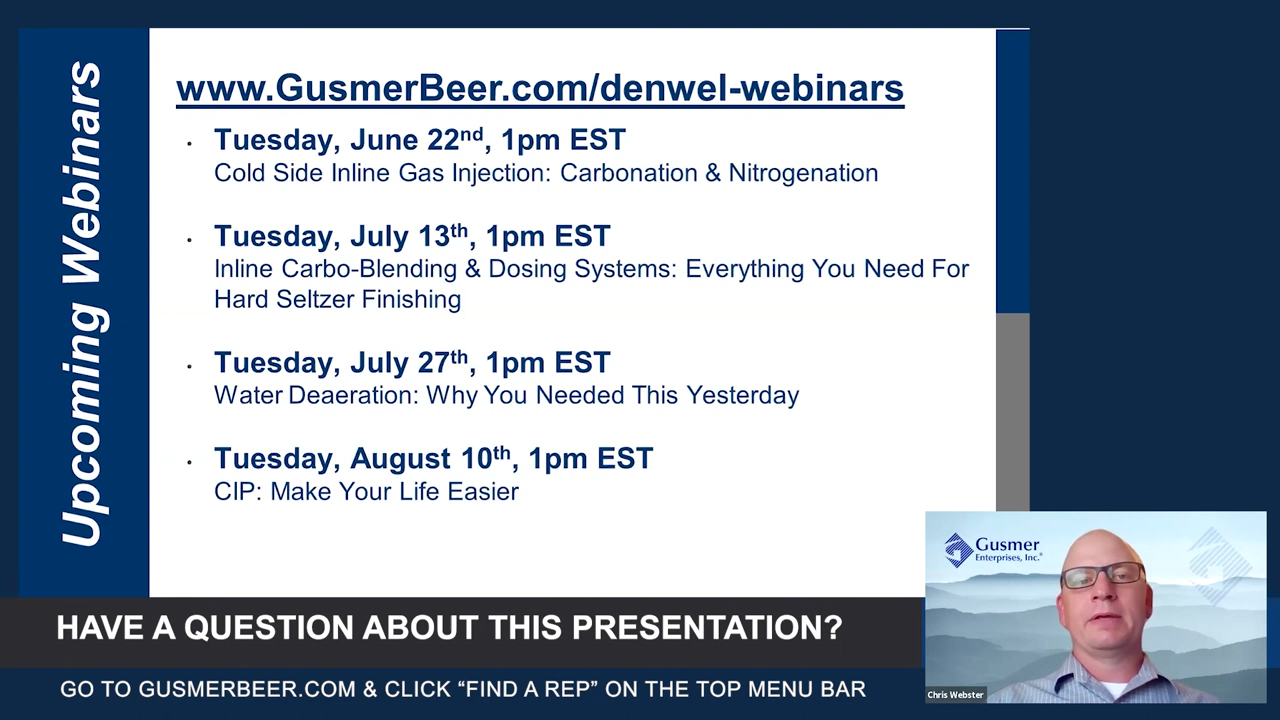 Upcoming Webinars
www.GusmerBeer.com/denwel-webinars
Tuesday, June 22nd, 1pm EST
Cold Side Inline Gas Injection: Carbonation & Nitrogenation
Tuesday, July 13th, 1pm EST
Inline Carbo-Blending & Dosing Systems: Everything You Need For
Hard Seltzer Finishing
Tuesday, July 27th, 1pm EST
Water Deaeration: Why You Needed This Yesterday
Tuesday, August 10th, 1pm EST
CIP: Make Your Life Easier
Gusmer
Enterprises, Inc.®
Chris Webster
HAVE A QUESTION ABOUT THIS PRESENTATION?
GO TO GUSMERBEER.COM & CLICK “FIND A REP” ON THE TOP MENU BAR